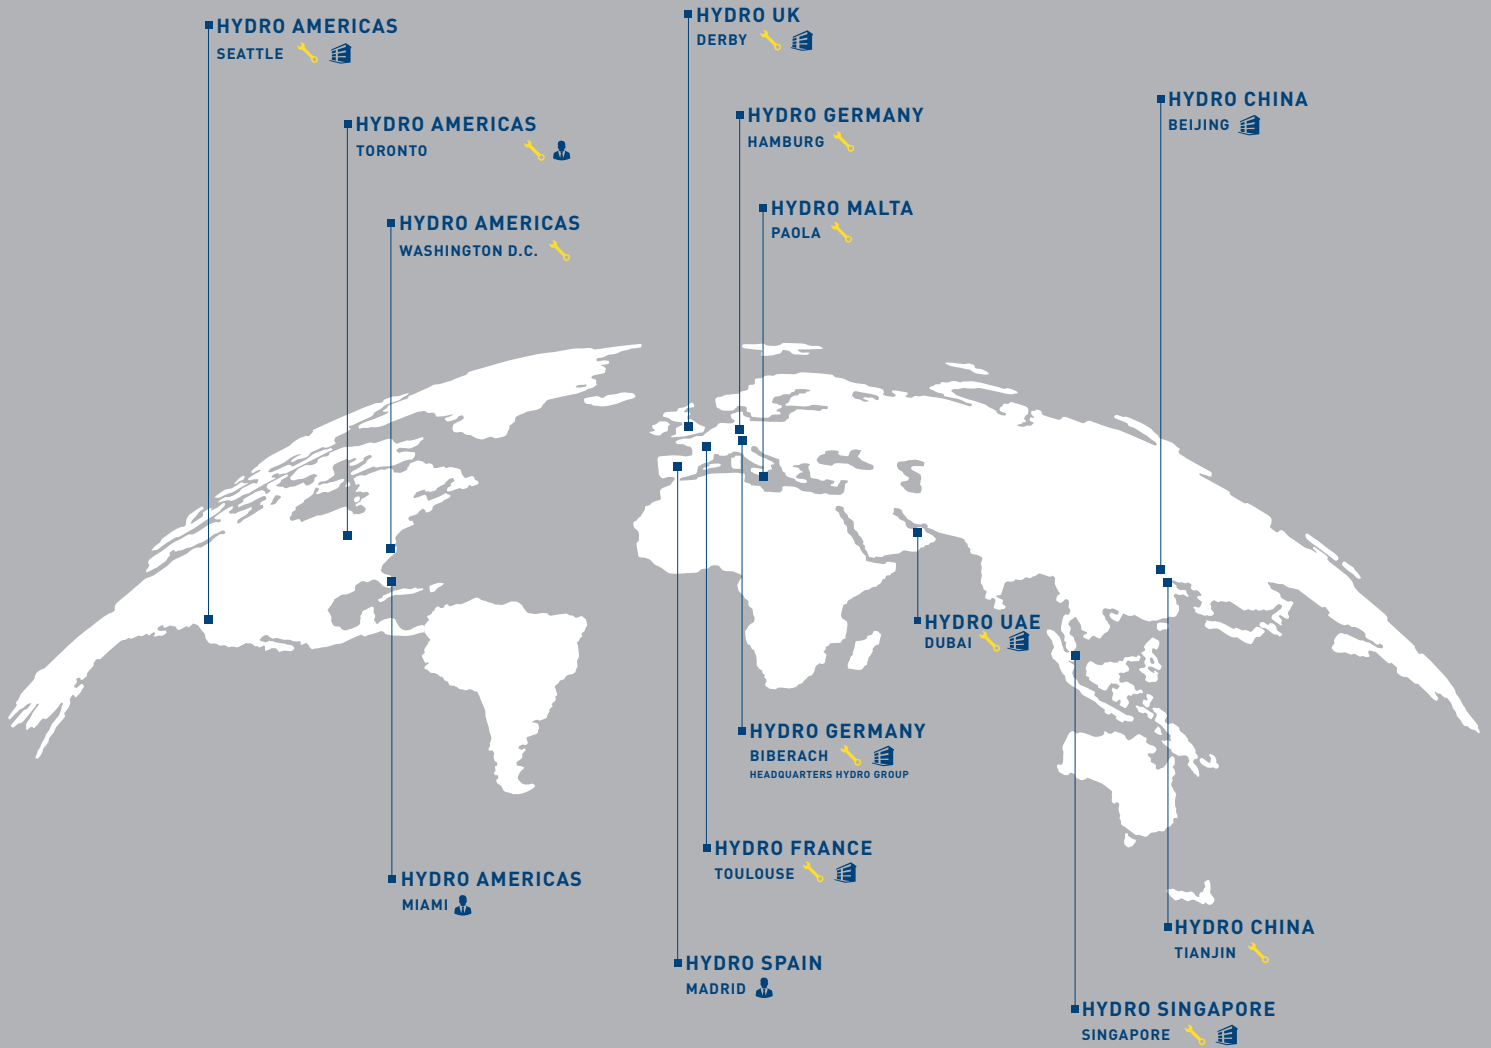 HYDRO AMERICAS
SEATTLE
HYDRO UK
DERBY
HYDRO AMERICAS
TORONTO
HYDRO GERMANY
HAMBURG
HYDRO CHINA
BEIJING
HYDRO AMERICAS
WASHINGTON D.C.
HYDRO MALTA
PAOLA
HYDRO UAE
DUBAI
HYDRO GERMANY
BIBERACH
HEADQUARTERS HYDRO GROUP
HYDRO FRANCE
TOULOUSE
HYDRO AMERICAS
MIAMI
HYDRO CHINA
TIANJIN
HYDRO SPAIN
MADRID
HYDRO SINGAPORE
SINGAPORE